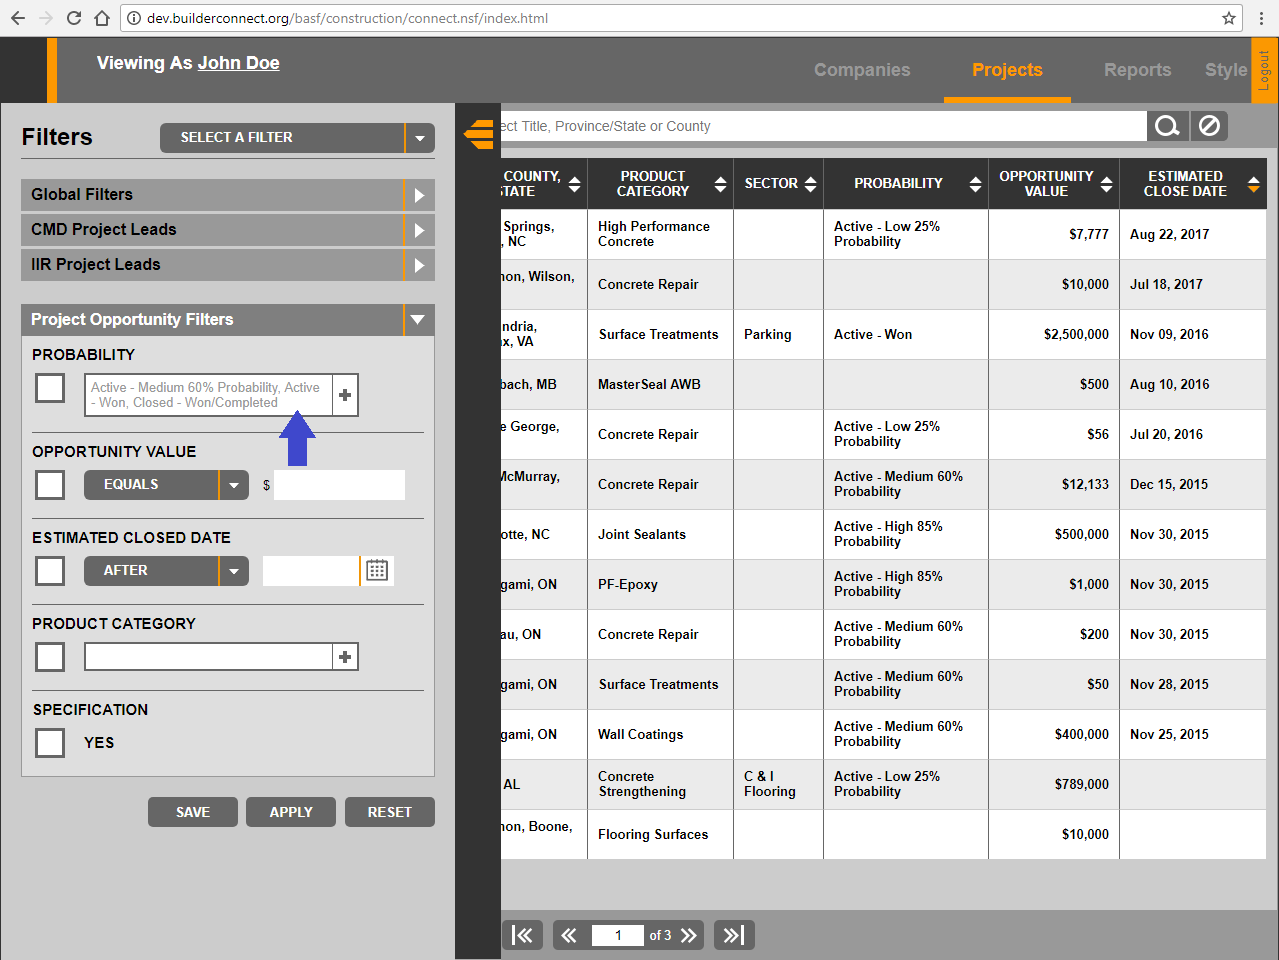 dev.builderconnect.org/basf/construction/connect.nsf/index.html
Viewing As John Doe
Companies
Projects
Reports
Style
Logout
Filters
SELECT A FILTER
Global Filters
CMD Project Leads
IIR Project Leads
Project Opportunity Filters
PROBABILITY
Active - Medium 60% Probability, Active
- Won, Closed - Won/Completed
OPPORTUNITY VALUE
EQUALS
$
ESTIMATED CLOSED DATE
AFTER
PRODUCT CATEGORY
SPECIFICATION
YES
SAVE
APPLY
RESET
ect Title, Province/State or County
COUNTY,
STATE
PRODUCT
CATEGORY
SECTOR
PROBABILITY
OPPORTUNITY
VALUE
ESTIMATED
CLOSE DATE
Springs,
, NC
High Performance
Concrete
Active - Low 25%
Probability
$7,777
Aug 22, 2017
non, Wilson,
Concrete Repair
$10,000
Jul 18, 2017
ndria,
x, VA
Surface Treatments
Parking
Active - Won
$2,500,000
Nov 09, 2016
bach, MB
MasterSeal AWB
$500
Aug 10, 2016
e George,
Concrete Repair
Active - Low 25%
Probability
$56
Jul 20, 2016
McMurray,
Concrete Repair
Active - Medium 60%
Probability
$12,133
Dec 15, 2015
otte, NC
Joint Sealants
Active - High 85%
Probability
$500,000
Nov 30, 2015
gami, ON
PF-Epoxy
Active - High 85%
Probability
$1,000
Nov 30, 2015
au, ON
Concrete Repair
Active - Medium 60%
Probability
$200
Nov 30, 2015
gami, ON
Surface Treatments
Active - Medium 60%
Probability
$50
Nov 28, 2015
gami, ON
Wall Coatings
Active - Medium 60%
Probability
$400,000
Nov 25, 2015
AL
Concrete
Strengthening
C & I
Flooring
Active - Low 25%
Probability
$789,000
non, Boone,
Flooring Surfaces
$10,000
1
of 3